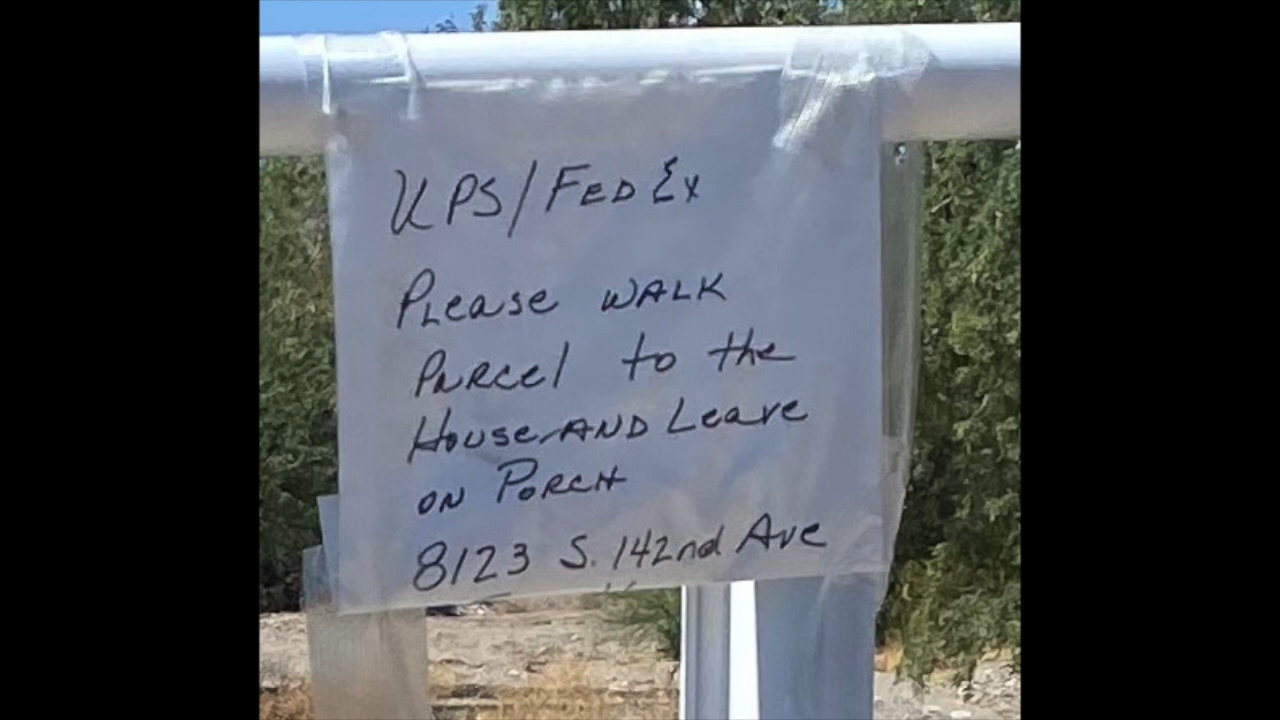 UPS/FEDEx
Please WALK
PARcel to the
House AND Leave
ON PORCH
8123 S. 142nd Ave